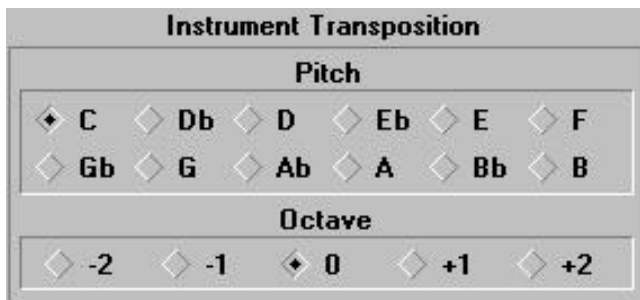 Instrument Transposition
Pitch
C Db D Eb E F
Gb G Ab A Bb B
Octave
-2 -1 0 +1 +2